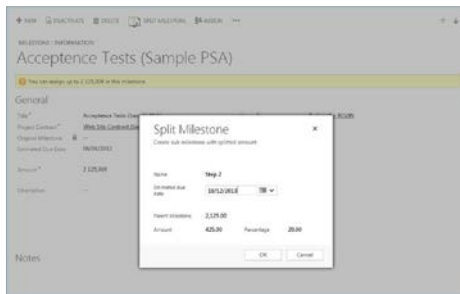 NEW DEACTIVATE DELETE SPLIT MILESTONE ASSIGN ...
MILESTONE : INFORMATION
Acceptence Tests (Sample PSA)
You can assign up to 2.125,00€ in this milestone.
General
Title *
Project Contract * Web Site Contract
Original Milestone --
Estimated Due Date
Amount * 2.125,00€
Description --
Notes
Split Milestone ×
Create sub milestone with splitted amount
Name Step 2
Estimated due
date
Parent Milestone 2,125.00
Amount 425.00 Percentage 20.00
OK Cancel